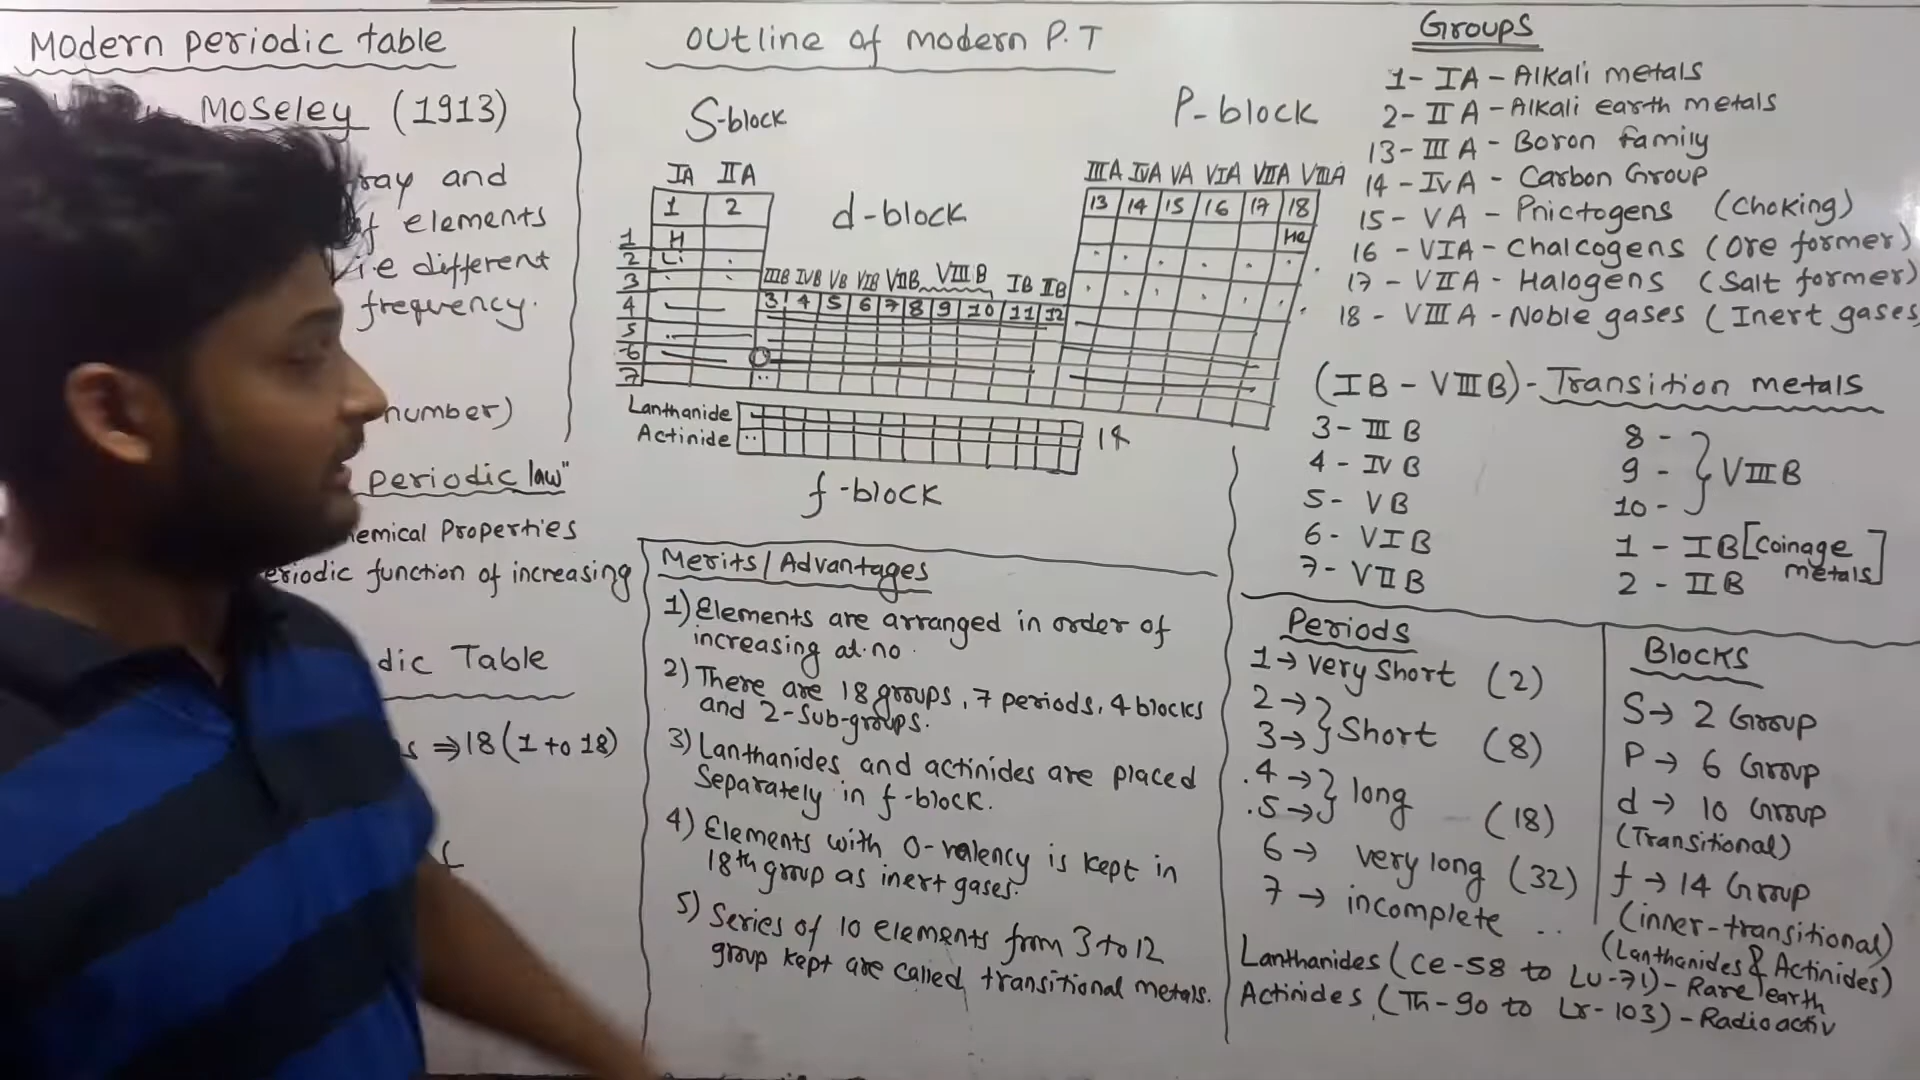 Modern periodic table
Moseley (1913)
ray and
of elements
i.e different
frequency.
number)
periodic law"
hemical Properties
eriodic function of increasing
dic Table
s ⇒ 18 (1 to 18)
Outline of modern P.T
S-block
P-block
IA IIA
IIIA IVA VA VIA VIIA VIIIA
1 2
d-block
13 14 15 16 17 18
1 H
He
2 Li
3
IIIB IVB VB VIB VIIB VIIIB IB IIB
4
3 4 5 6 7 8 9 10 11 12
5
6
7
Lanthanide
Actinide
14
f-block
Merits/Advantages
1) Elements are arranged in order of
increasing at.no.
2) There are 18 groups, 7 periods, 4 blocks
and 2-sub-groups.
3) Lanthanides and actinides are placed
Separately in f-block.
4) Elements with 0-valency is kept in
18th group as inert gases.
5) Series of 10 elements from 3 to 12
group kept are called transitional metals.
Groups
1 - IA - Alkali metals
2 - II A - Alkali earth metals
13 - III A - Boron family
14 - IV A - Carbon Group
15 - VA - Pnictogens (Choking)
16 - VIA - Chalcogens (Ore former)
17 - VII A - Halogens (Salt former)
18 - VIII A - Noble gases (Inert gases
(IB - VIII B) - Transition metals
3 - III B
4 - IV B
5 - V B
6 - VI B
7 - VII B
8 -
9 - } VIII B
10 -
1 - IB [Coinage
metals]
2 - II B
Periods
1 → very short (2)
2 →
3 → } Short (8)
.4 →
.5 → } long (18)
6 → very long (32)
7 → incomplete ..
Blocks
S → 2 Group
P → 6 Group
d → 10 Group
(Transitional)
f → 14 Group
(inner-transitional)
(Lanthanides & Actinides)
Lanthanides (Ce-58 to Lu-71) - Rare earth
Actinides (Th-90 to Lr-103) - Radioactiv